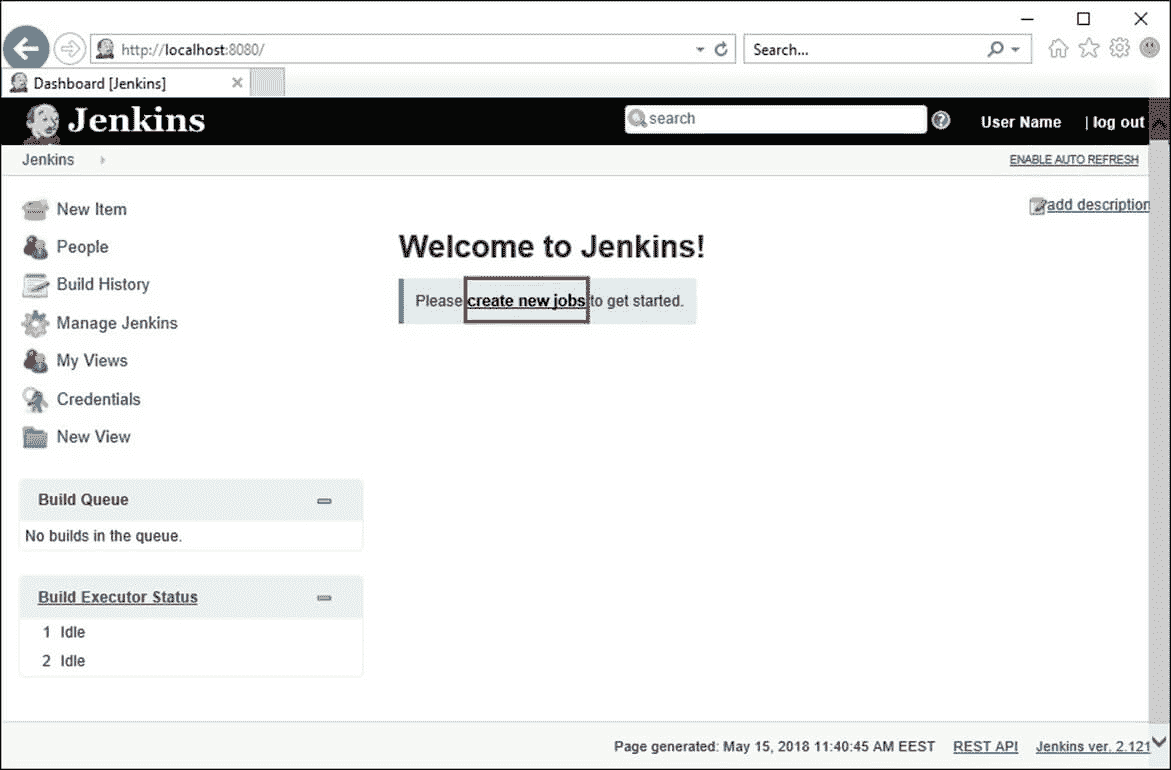 http://localhost:8080/
Search...
Dashboard [Jenkins]
Jenkins
search
User Name
| log out
Jenkins
ENABLE AUTO REFRESH
New Item
add description
People
Welcome to Jenkins!
Build History
Please create new jobs to get started.
Manage Jenkins
My Views
Credentials
New View
Build Queue
No builds in the queue.
Build Executor Status
1 Idle
2 Idle
Page generated: May 15, 2018 11:40:45 AM EEST REST API Jenkins ver. 2.121